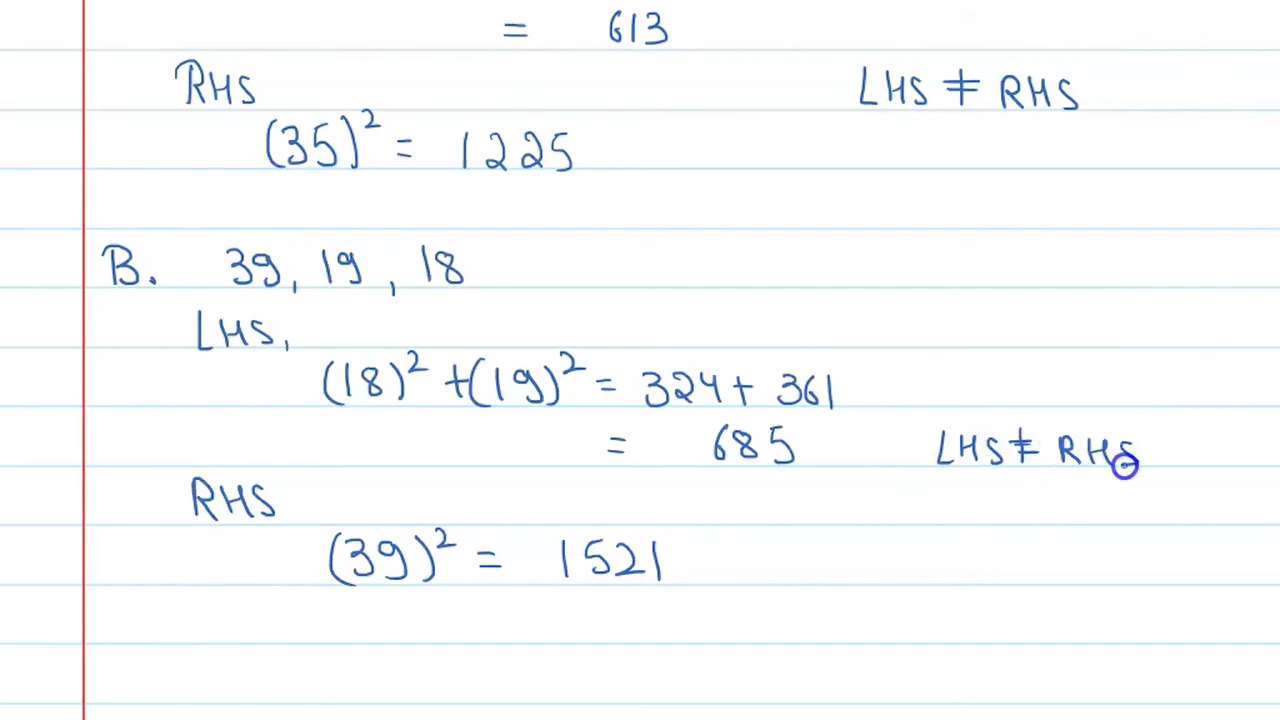 = 613
RHS LHS ≠ RHS
(35)² = 1225
B. 39, 19, 18
LHS,
(18)² + (19)² = 324 + 361
= 685 LHS ≠ RHS
RHS
(39)² = 1521